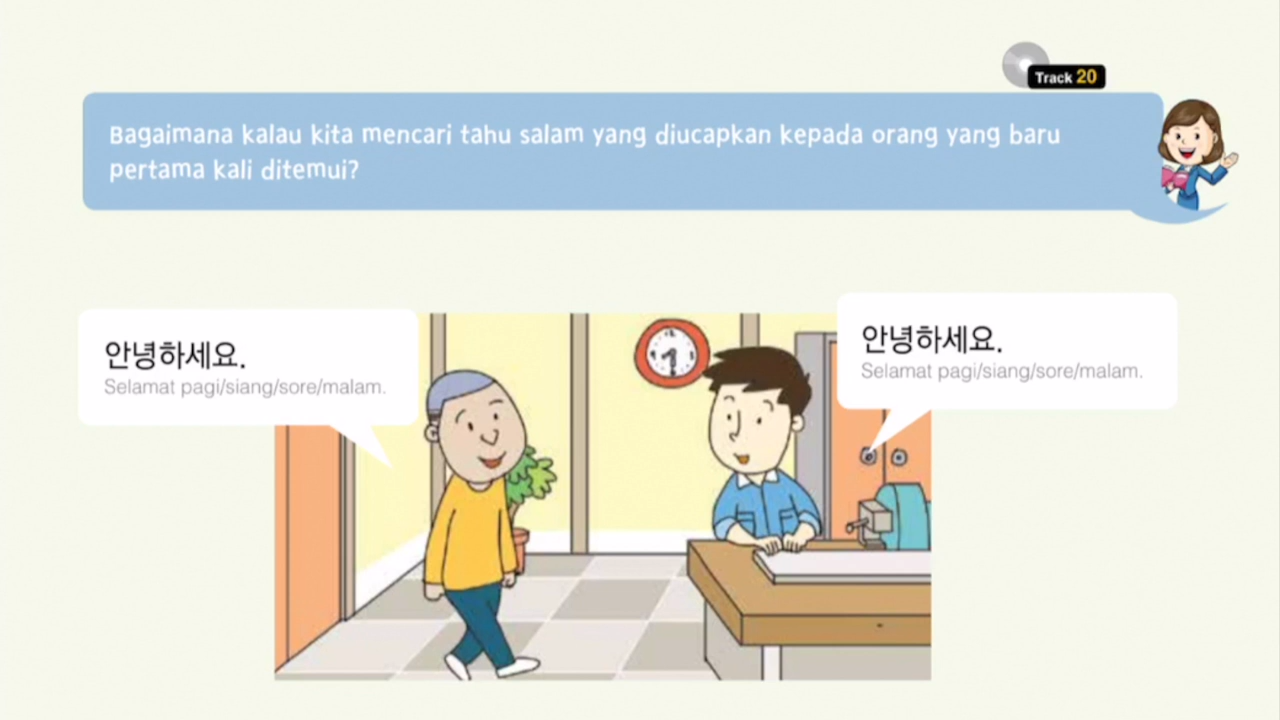 Track 20
Bagaimana kalau kita mencari tahu salam yang diucapkan kepada orang yang baru
pertama kali ditemui?
안녕하세요.
Selamat pagi/siang/sore/malam.
안녕하세요.
Selamat pagi/siang/sore/malam.